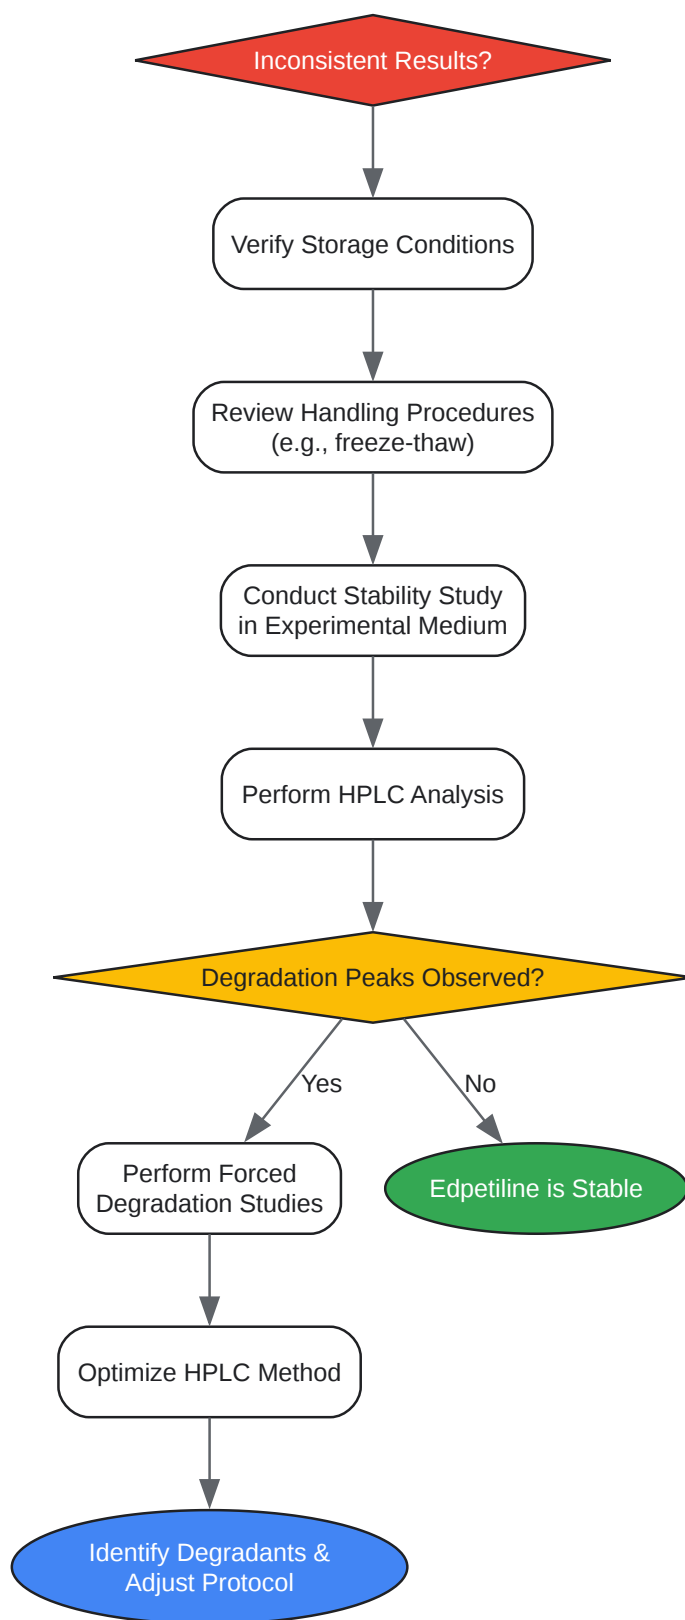 Inconsistent Results?
Verify Storage Conditions
Review Handling Procedures
(e.g., freeze-thaw)
Conduct Stability Study
in Experimental Medium
Perform HPLC Analysis
Degradation Peaks Observed?
Yes
No
Perform Forced
Degradation Studies
Edpetiline is Stable
Optimize HPLC Method
Identify Degradants &
Adjust Protocol